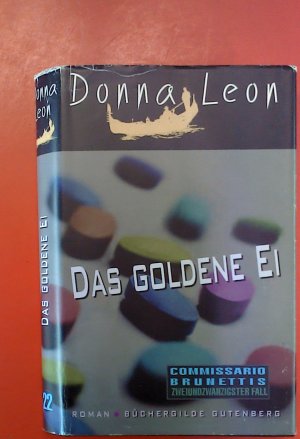 Donna Leon
DAS GOLDENE EI
COMMISSARIO
BRUNETTIS
ZWEIUNDZWANZIGSTER FALL
ROMAN • BÜCHERGILDE GUTENBERG
Donna
Leon
DAS GOLDENE EI
22